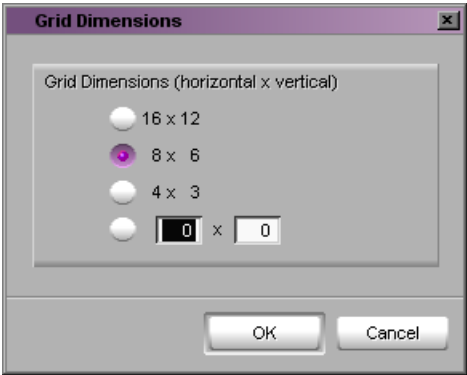 Grid Dimensions
Grid Dimensions (horizontal x vertical)
16 x 12
8 x 6
4 x 3
0 x 0
OK Cancel